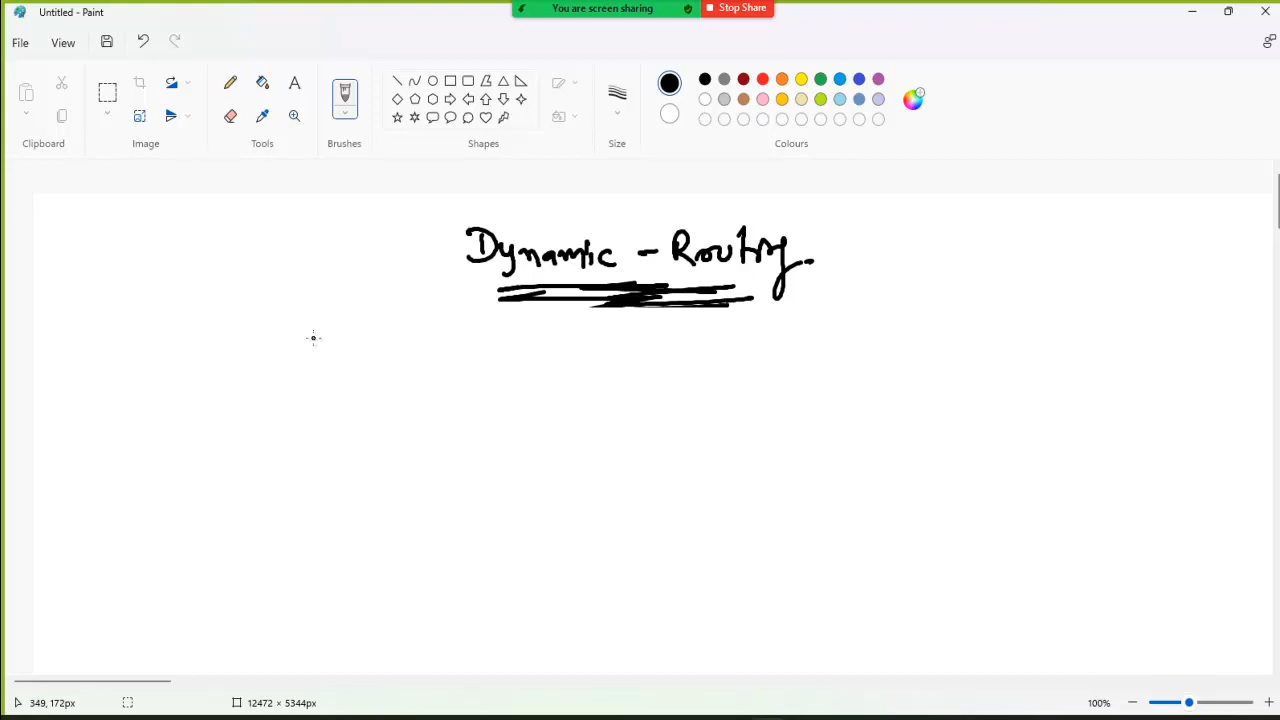 Untitled - Paint
You are screen sharing
Stop Share
File
View
Clipboard
Image
Tools
Brushes
Shapes
Size
Colours
Dynamic - Routing.
349, 172px
12472 × 5344px
100%